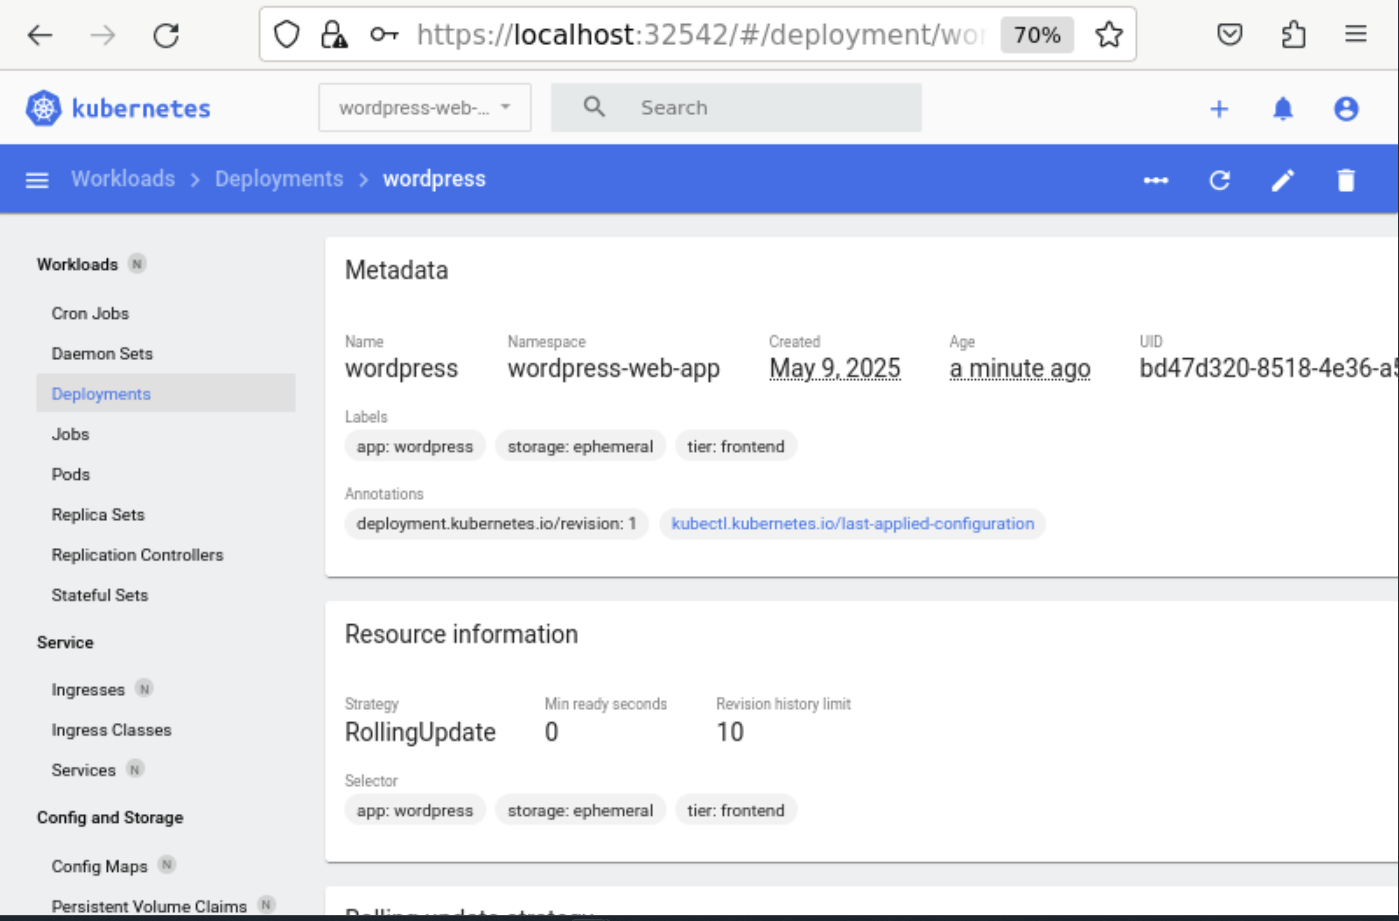 https://localhost:32542/#/deployment/wor
70%
kubernetes
wordpress-web-...
Search
Workloads > Deployments > wordpress
Workloads N
Cron Jobs
Daemon Sets
Deployments
Jobs
Pods
Replica Sets
Replication Controllers
Stateful Sets
Service
Ingresses N
Ingress Classes
Services N
Config and Storage
Config Maps N
Persistent Volume Claims N
Metadata
Name Namespace Created Age UID
wordpress wordpress-web-app May 9, 2025 a minute ago bd47d320-8518-4e36-a5
Labels
app: wordpress storage: ephemeral tier: frontend
Annotations
deployment.kubernetes.io/revision: 1 kubectl.kubernetes.io/last-applied-configuration
Resource information
Strategy Min ready seconds Revision history limit
RollingUpdate 0 10
Selector
app: wordpress storage: ephemeral tier: frontend
Rolling update strategy